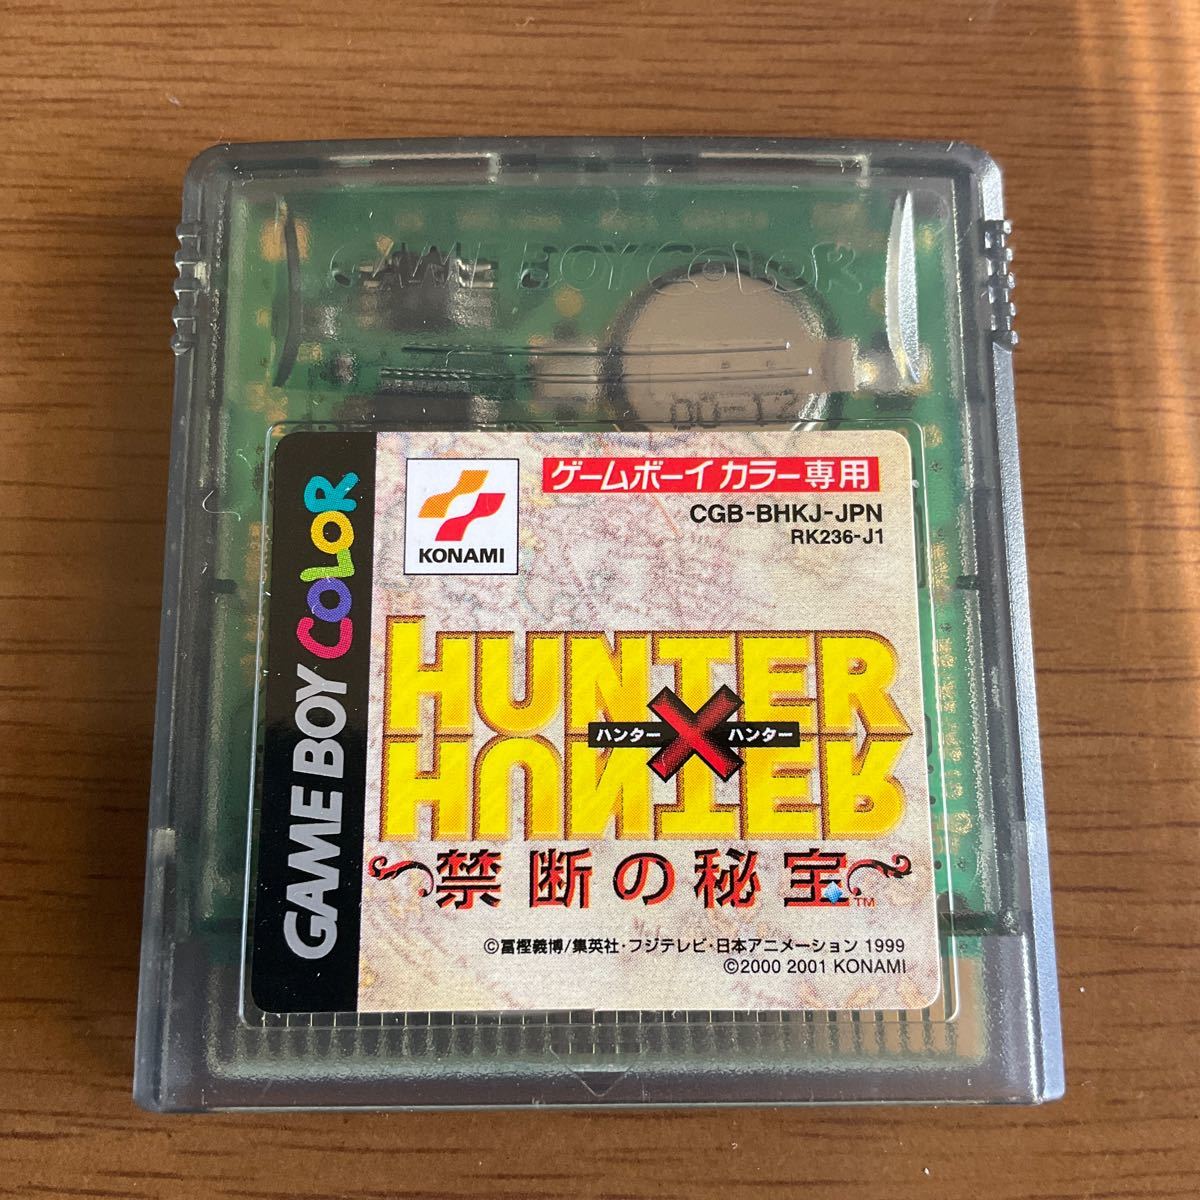 GAME BOY COLOR
00-12
GAME BOY COLOR
KONAMI
ゲームボーイカラー専用
CGB-BHKJ-JPN
RK236-J1
HUNTER
ハンター×ハンター
HUNTER
～禁断の秘宝～™
©冨樫義博/集英社・フジテレビ・日本アニメーション 1999
©2000 2001 KONAMI